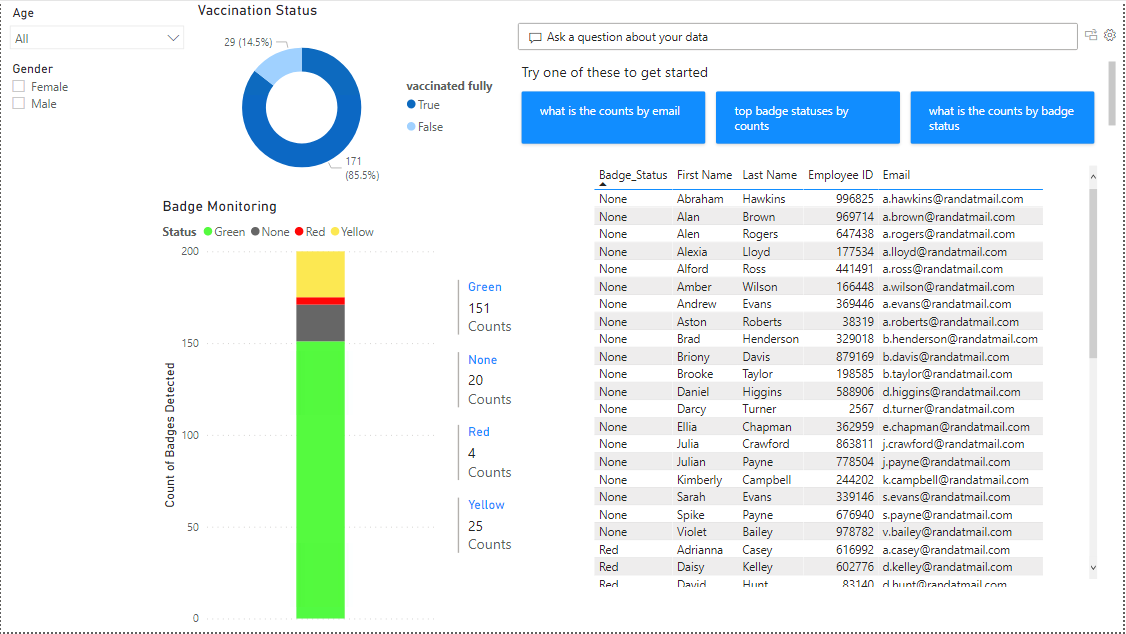 Age
All
Gender
Female
Male
Vaccination Status
29 (14.5%)
171
(85.5%)
vaccinated fully
True
False
Ask a question about your data
Try one of these to get started
what is the counts by email
top badge statuses by
counts
what is the counts by badge
status
Badge Monitoring
Status Green None Red Yellow
Count of Badges Detected
200
150
100
50
0
Green
151
Counts
None
20
Counts
Red
4
Counts
Yellow
25
Counts
Badge_Status First Name Last Name Employee ID Email
None Abraham Hawkins 996825 a.hawkins@randatmail.com
None Alan Brown 969714 a.brown@randatmail.com
None Alen Rogers 647438 a.rogers@randatmail.com
None Alexia Lloyd 177534 a.lloyd@randatmail.com
None Alford Ross 441491 a.ross@randatmail.com
None Amber Wilson 166448 a.wilson@randatmail.com
None Andrew Evans 369446 a.evans@randatmail.com
None Aston Roberts 38319 a.roberts@randatmail.com
None Brad Henderson 329018 b.henderson@randatmail.com
None Briony Davis 879169 b.davis@randatmail.com
None Brooke Taylor 198585 b.taylor@randatmail.com
None Daniel Higgins 588906 d.higgins@randatmail.com
None Darcy Turner 2567 d.turner@randatmail.com
None Ellia Chapman 362959 e.chapman@randatmail.com
None Julia Crawford 863811 j.crawford@randatmail.com
None Julian Payne 778504 j.payne@randatmail.com
None Kimberly Campbell 244202 k.campbell@randatmail.com
None Sarah Evans 339146 s.evans@randatmail.com
None Spike Payne 676940 s.payne@randatmail.com
None Violet Bailey 978782 v.bailey@randatmail.com
Red Adrianna Casey 616992 a.casey@randatmail.com
Red Daisy Kelley 602776 d.kelley@randatmail.com
Red David Hunt 83140 d.hunt@randatmail.com